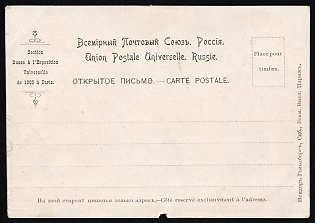 Section
Russe à l'Exposition
Universelle
de 1900 à Paris.
Всемірный Почтовый Союзъ. Россія.
Union Postale Universelle. Russie.
ОТКРЫТОЕ ПИСЬМО.—CARTE POSTALE.
Place pour
timbre.
На этой сторонѣ пишется только адресъ.—Côté réservé exclusivement à l'adresse.